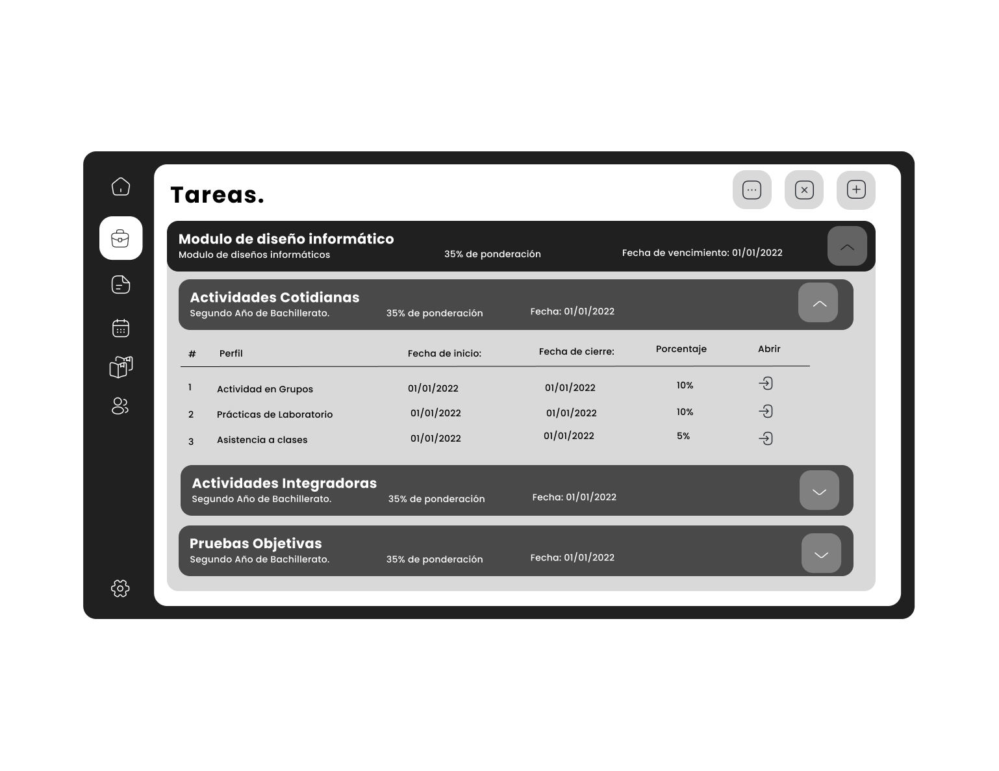 Tareas.
Modulo de diseño informático
Modulo de diseños informáticos 35% de ponderación Fecha de vencimiento: 01/01/2022
Actividades Cotidianas
Segundo Año de Bachillerato. 35% de ponderación Fecha: 01/01/2022
# Perfil Fecha de inicio: Fecha de cierre: Porcentaje Abrir
1 Actividad en Grupos 01/01/2022 01/01/2022 10%
2 Prácticas de Laboratorio 01/01/2022 01/01/2022 10%
3 Asistencia a clases 01/01/2022 01/01/2022 5%
Actividades Integradoras
Segundo Año de Bachillerato. 35% de ponderación Fecha: 01/01/2022
Pruebas Objetivas
Segundo Año de Bachillerato. 35% de ponderación Fecha: 01/01/2022